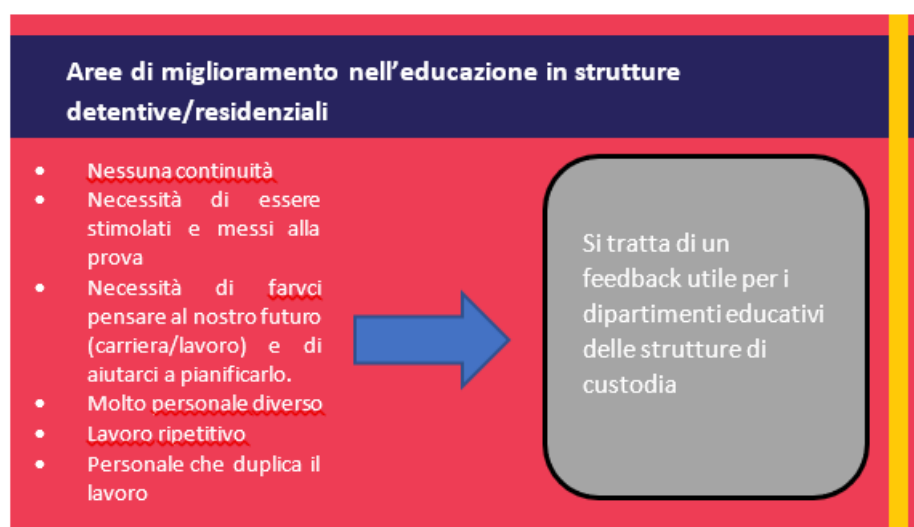 Aree di miglioramento nell'educazione in strutture
detentive/residenziali
• Nessuna continuità
• Necessità di essere
stimolati e messi alla
prova
• Necessità di farvci
pensare al nostro futuro
(carriera/lavoro) e di
aiutarci a pianificarlo.
• Molto personale diverso
• Lavoro ripetitivo
• Personale che duplica il
lavoro
Si tratta di un
feedback utile per i
dipartimenti educativi
delle strutture di
custodia